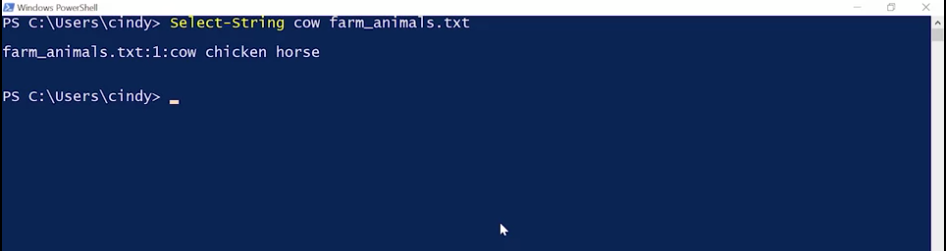 Windows PowerShell
PS C:\Users\cindy> Select-String cow farm_animals.txt
farm_animals.txt:1:cow chicken horse
PS C:\Users\cindy>